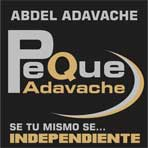 ABDEL ADAVACHE
PeQue
Adavache
SE TU MISMO SE...
INDEPENDIENTE